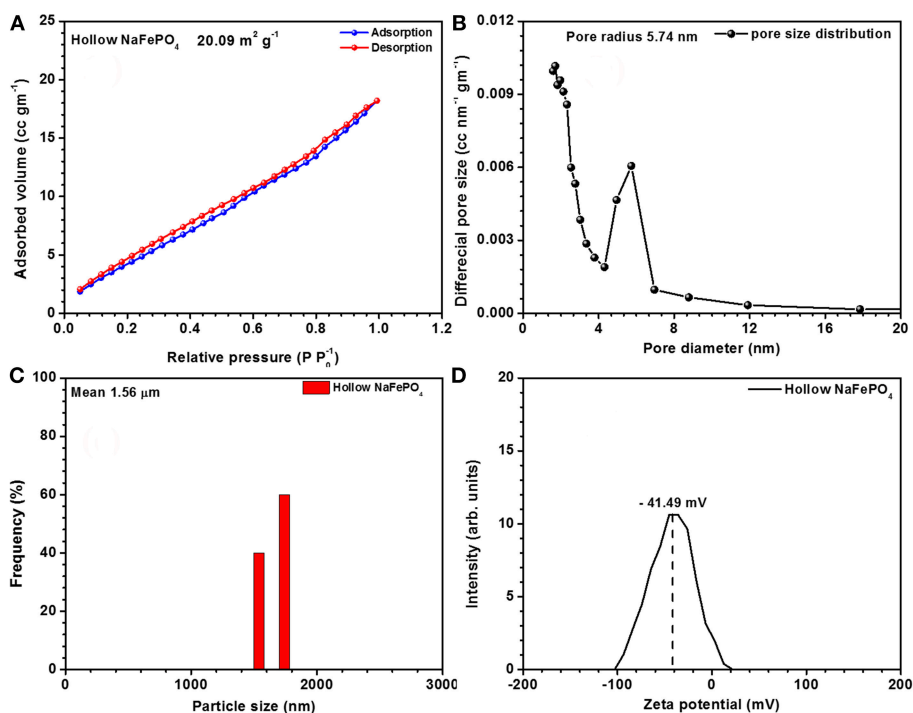 A
Hollow NaFePO₄ 20.09 m² g⁻¹
Adsorption
Desorption
25
20
15
10
5
0
Adsorbed volume (cc gm⁻¹)
0.0 0.2 0.4 0.6 0.8 1.0 1.2
Relative pressure (P P₀⁻¹)
B
Pore radius 5.74 nm
pore size distribution
0.012
0.009
0.006
0.003
0.000
Differecial pore size (cc nm⁻¹ gm⁻¹)
0 4 8 12 16 20
Pore diameter (nm)
C
Mean 1.56 μm
Hollow NaFePO₄
100
80
60
40
20
0
Frequency (%)
0 1000 2000 3000
Particle size (nm)
D
Hollow NaFePO₄
- 41.49 mV
20
15
10
5
0
Intensity (arb. units)
-200 -100 0 100 200
Zeta potential (mV)